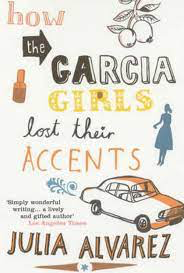 how
the GARCIA
GIRLS
lost their
ACCENTS
'Simply wonderful
writing... a lively
and gifted author'
Los Angeles Times
JULIA ALVAREZ